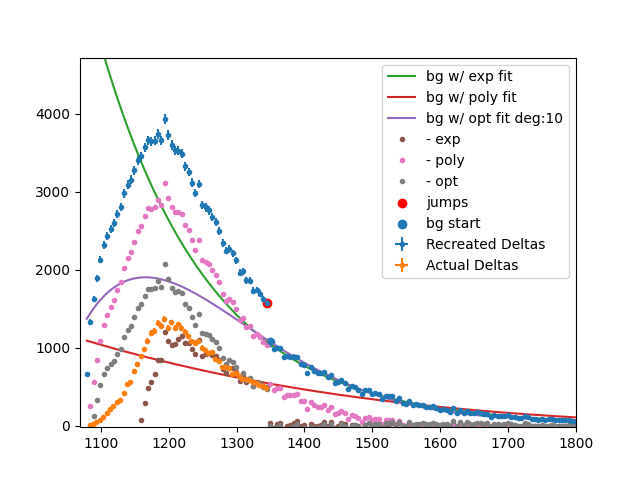 bg w/ exp fit
bg w/ poly fit
bg w/ opt fit deg:10
- exp
- poly
- opt
jumps
bg start
Recreated Deltas
Actual Deltas
4000
3000
2000
1000
0
1100 1200 1300 1400 1500 1600 1700 1800